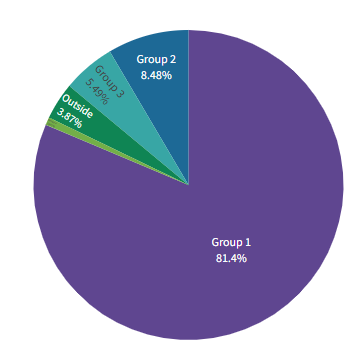 Group 2
8.48%
Group 3
5.49%
Outside
3.87%
Group 1
81.4%